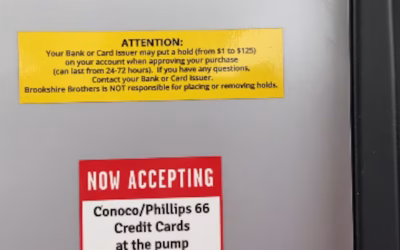 ATTENTION:
Your Bank or Card Issuer may put a hold (from $1 to $125)
on your account when approving your purchase
(can last from 24-72 hours). If you have any questions,
Contact your Bank or Card Issuer.
Brookshire Brothers is NOT responsible for placing or removing holds.
NOW ACCEPTING
Conoco/Phillips 66
Credit Cards
at the pump